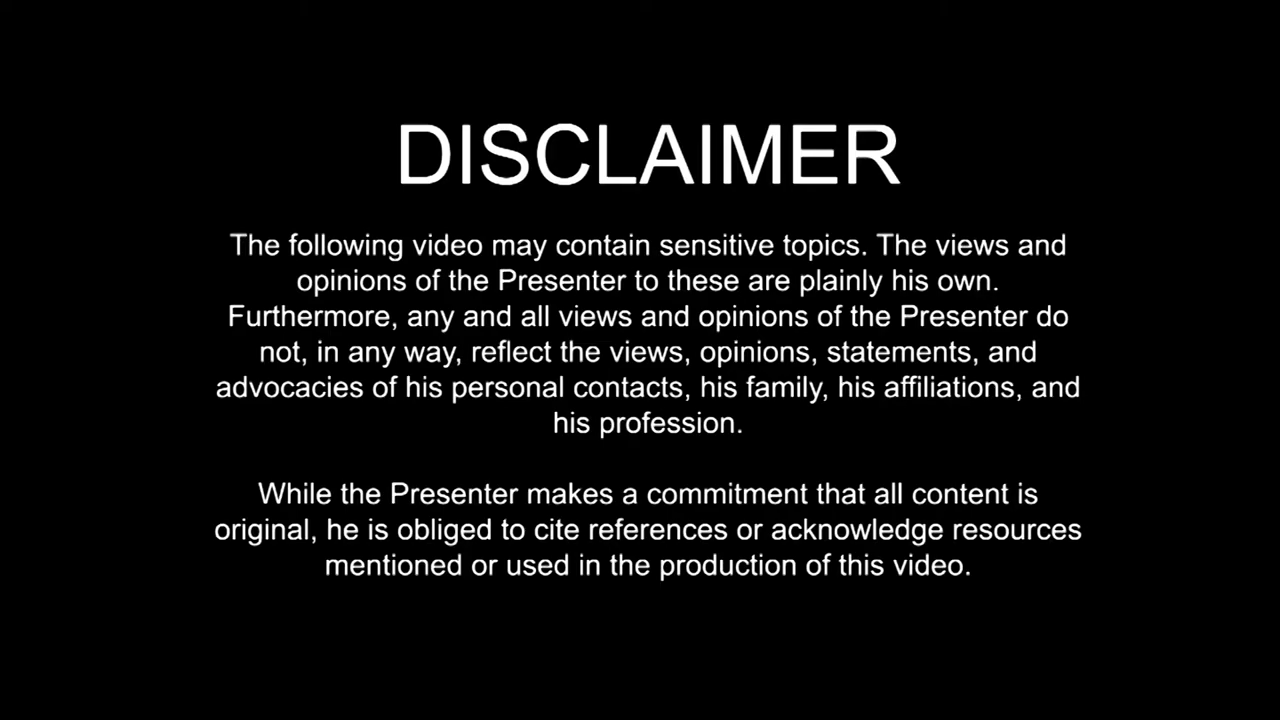 DISCLAIMER
The following video may contain sensitive topics. The views and
opinions of the Presenter to these are plainly his own.
Furthermore, any and all views and opinions of the Presenter do
not, in any way, reflect the views, opinions, statements, and
advocacies of his personal contacts, his family, his affiliations, and
his profession.
While the Presenter makes a commitment that all content is
original, he is obliged to cite references or acknowledge resources
mentioned or used in the production of this video.